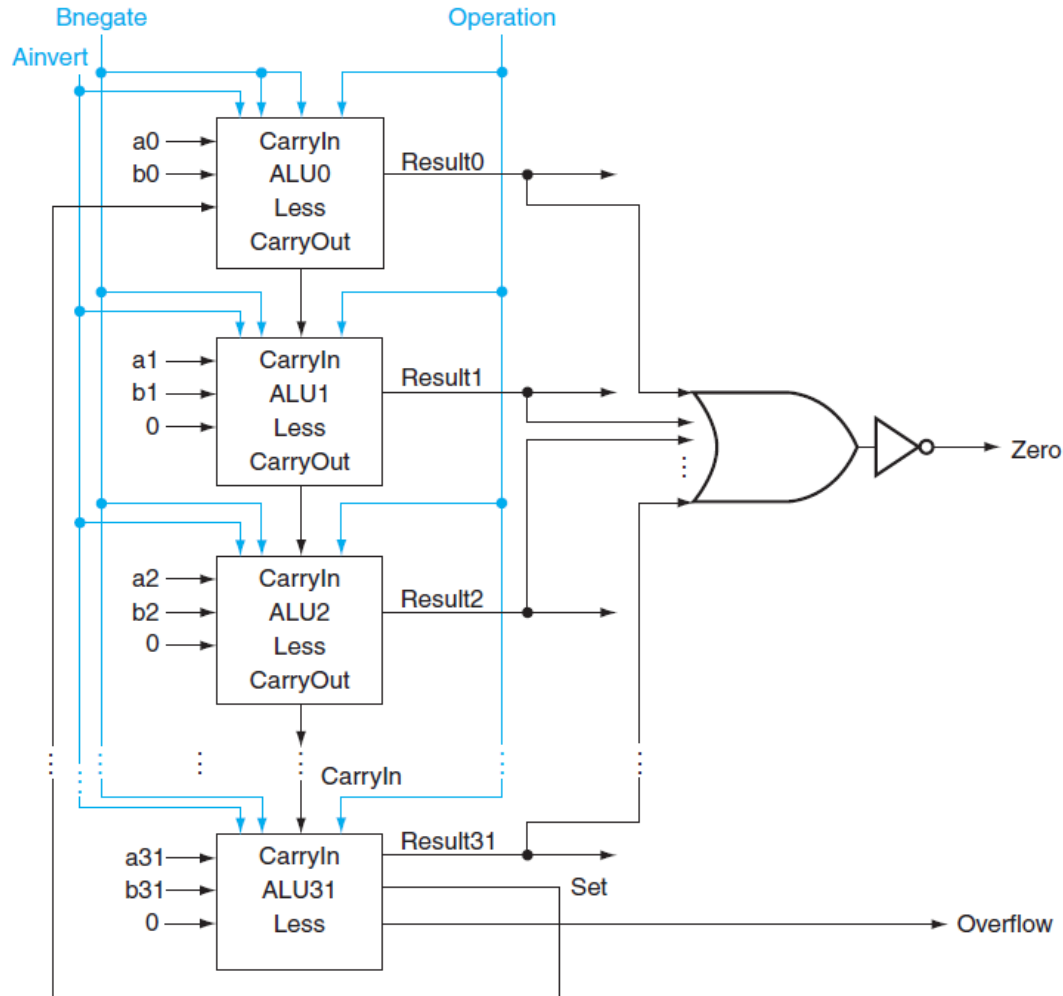 Bnegate
Operation
Ainvert
a0
CarryIn
b0
ALU0
Result0
Less
CarryOut
a1
CarryIn
b1
ALU1
Result1
0
Less
CarryOut
Zero
a2
CarryIn
b2
ALU2
Result2
0
Less
CarryOut
CarryIn
a31
CarryIn
Result31
b31
ALU31
Set
0
Less
Overflow